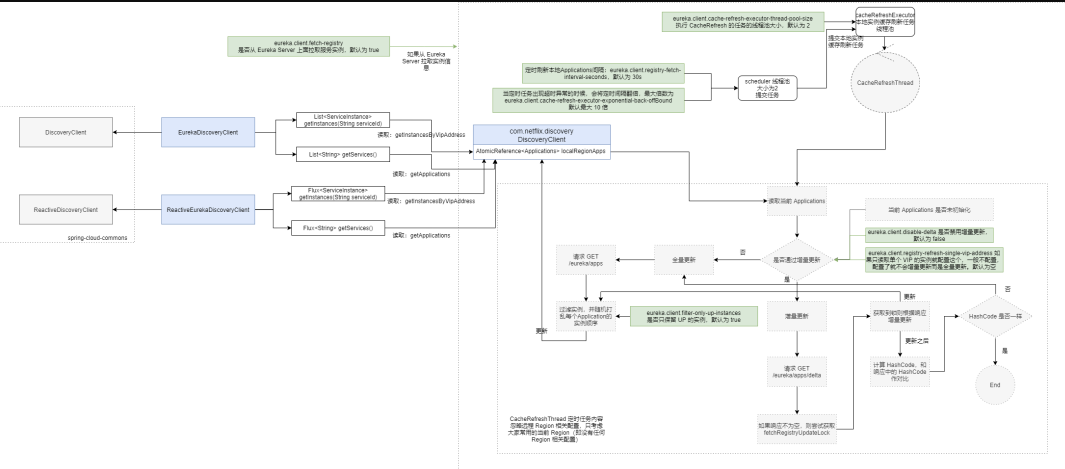 eureka.client.cache-refresh-executor-thread-pool-size
执行 CacheRefresh 的任务的线程池大小，默认为 2
cacheRefreshExecutor
本地实例缓存刷新任务
线程池
eureka.client.fetch-registry
是否从 Eureka Server 上面拉取服务实例，默认为 true
如果从 Eureka
Server 拉取实例信
息
提交本地实例
缓存刷新任务
定时刷新本地Applications间隔：eureka.client.registry-fetch-
interval-seconds，默认为 30s
当定时任务出现超时异常的时候，会将定时间隔翻倍，最大倍数为
eureka.client.cache-refresh-executor-exponential-back-offBound
默认最大 10 倍
scheduler 线程池
大小为2
提交任务
CacheRefreshThread
DiscoveryClient
EurekaDiscoveryClient
List<ServiceInstance>
getInstances(String serviceId)
读取：getInstancesByVipAddress
List<String> getServices()
读取：getApplications
com.netflix.discovery
DiscoveryClient
AtomicReference<Applications> localRegionApps
ReactiveDiscoveryClient
spring-cloud-commons
ReactiveEurekaDiscoveryClient
Flux<ServiceInstance>
getInstances(String serviceId)
读取：getInstancesByVipAddress
Flux<String> getServices()
读取：getApplications
读取当前 Applications
当前 Applications 是否未初始化
eureka.client.disable-delta 是否禁用增量更新，
默认为 false
eureka.client.registry-refresh-single-vip-address 如
果只读取单个 VIP 的实例就配置这个，一般不配置，
配置了就不会增量更新而是全量更新。默认为空
是否通过增量更新
否
是
全量更新
请求 GET
/eureka/apps
过滤实例，并随机打
乱每个Application的
实例顺序
更新
eureka.client.filter-only-up-instances
是否只保留 UP 的实例，默认为 true
增量更新
请求 GET
/eureka/apps/delta
如果响应不为空，则尝试获取
fetchRegistryUpdateLock
更新
获取到锁则根据响应
增量更新
更新之后
计算 HashCode，和
响应中的 HashCode
作对比
HashCode 是否一样
否
是
End
CacheRefreshThread 定时任务内容
忽略远程 Region 相关配置，只考虑
大家常用的当前 Region（即没有任何
Region 相关配置）